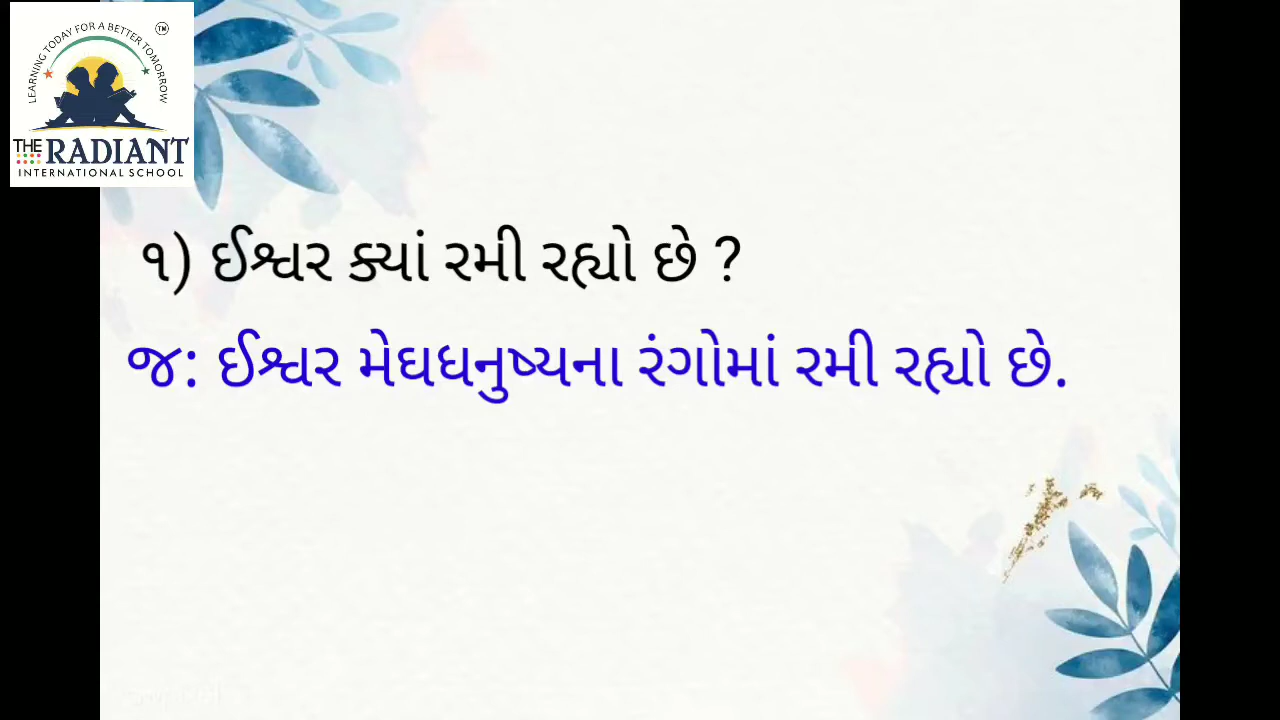 LEARNING TODAY FOR A BETTER TOMORROW
TM
THE RADIANT
INTERNATIONAL SCHOOL
૧) ઈશ્વર ક્યાં રમી રહ્યો છે ?
જ: ઈશ્વર મેઘધનુષ્યના રંગોમાં રમી રહ્યો છે.